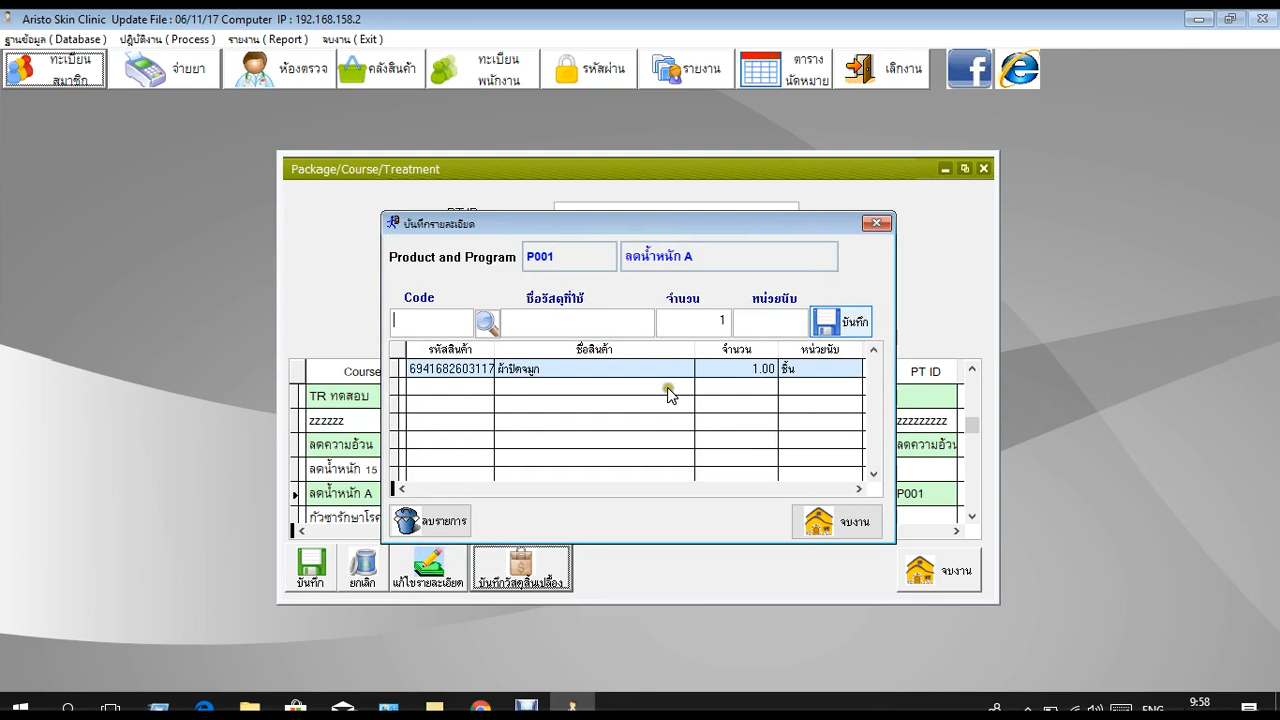 Aristo Skin Clinic Update File : 06/11/17 Computer IP : 192.168.158.2
ฐานข้อมูล ( Database ) ปฏิบัติงาน ( Process ) รายงาน ( Report ) จบงาน ( Exit )
ทะเบียน
สมาชิก
จ่ายยา
ห้องตรวจ
คลังสินค้า
ทะเบียน
พนักงาน
รหัสผ่าน
รายงาน
ตาราง
นัดหมาย
เลิกงาน
Package/Course/Treatment
PT ID
บันทึกรายละเอียด
Product and Program P001 ลดน้ำหนัก A
Code ชื่อวัสดุที่ใช้ จำนวน หน่วยนับ
1 บันทึก
รหัสสินค้า ชื่อสินค้า จำนวน หน่วยนับ
6941682603117 ผ้าปิดจมูก 1.00 ชิ้น
ลบรายการ จบงาน
Course PT ID
TR ทดสอบ
zzzzzz zzzzzzzzz
ลดความอ้วน ลดความอ้วน
ลดน้ำหนัก 15
ลดน้ำหนัก A P001
กัวซารักษาโรค
บันทึก ยกเลิก แก้ไขรายละเอียด บันทึกวัสดุสิ้นเปลือง จบงาน
ENG 9:58